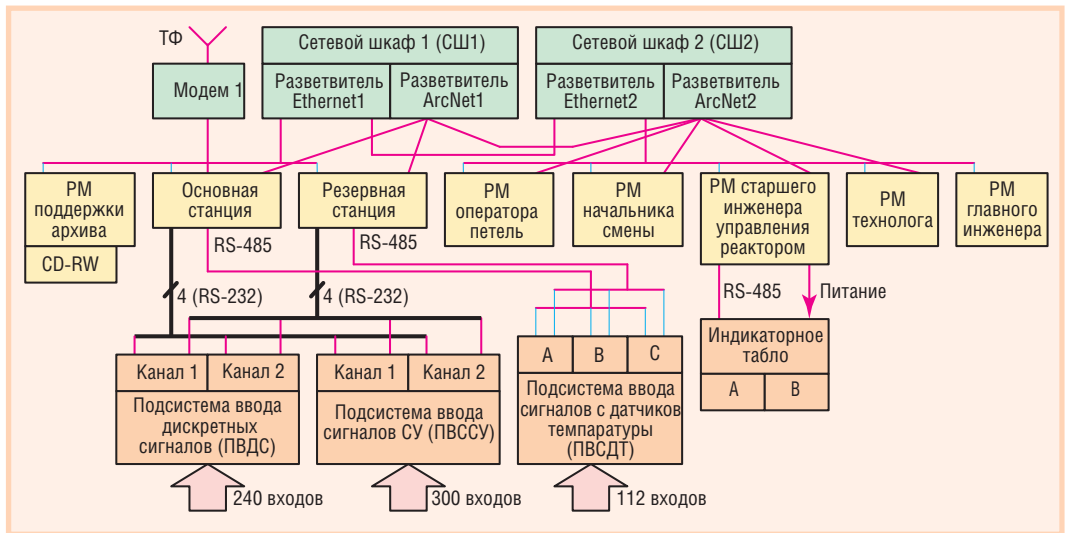 ТФ
Модем 1
Сетевой шкаф 1 (СШ1)
Разветвитель
Ethernet1
Разветвитель
ArcNet1
Сетевой шкаф 2 (СШ2)
Разветвитель
Ethernet2
Разветвитель
ArcNet2
РМ
поддержки
архива
CD-RW
Основная
станция
Резервная
станция
РМ
оператора
петель
РМ
начальника
смены
РМ старшего
инженера
управления
реактором
РМ
технолога
РМ
главного
инженера
RS-485
RS-485
4 (RS-232)
4 (RS-232)
RS-485
Питание
Канал 1
Канал 2
Подсистема ввода
дискретных
сигналов (ПВДС)
Канал 1
Канал 2
Подсистема ввода
сигналов СУ (ПВССУ)
А
В
С
Подсистема ввода
сигналов с датчиков
темпаратуры
(ПВСДТ)
Индикаторное
табло
А
В
240 входов
300 входов
112 входов